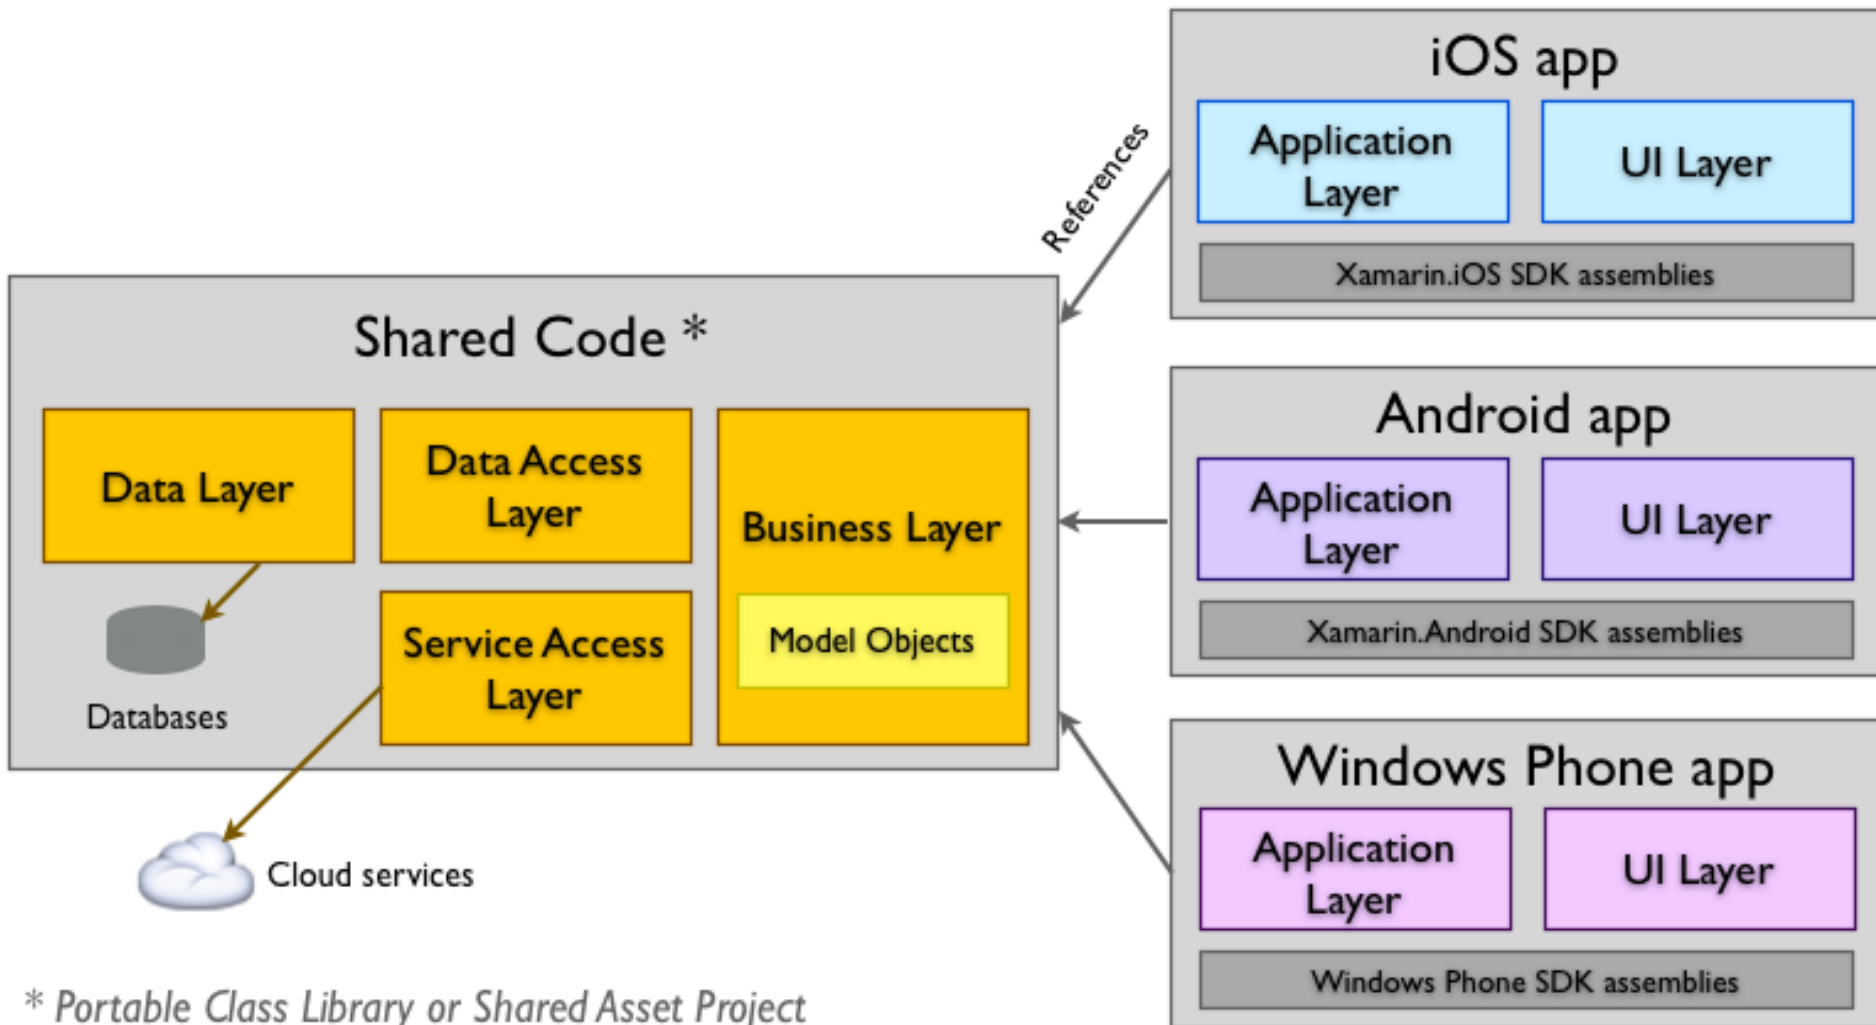 iOS app
Application
Layer
UI Layer
Xamarin.iOS SDK assemblies
References
Shared Code *
Data Layer
Data Access
Layer
Business Layer
Model Objects
Service Access
Layer
Databases
Cloud services
Android app
Application
Layer
UI Layer
Xamarin.Android SDK assemblies
Windows Phone app
Application
Layer
UI Layer
Windows Phone SDK assemblies
* Portable Class Library or Shared Asset Project